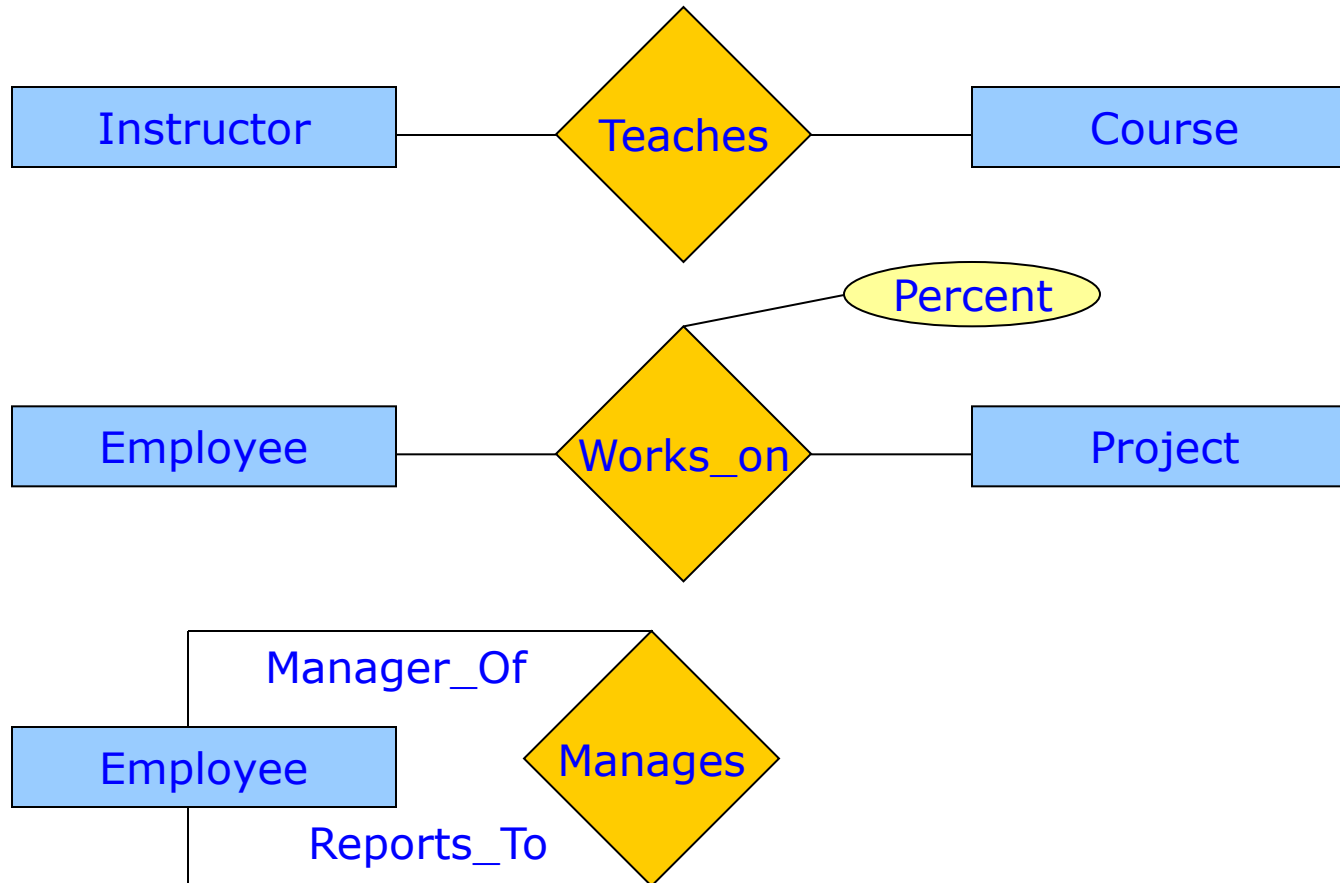 Instructor
Teaches
Course
Percent
Employee
Works_on
Project
Manager_Of
Employee
Manages
Reports_To